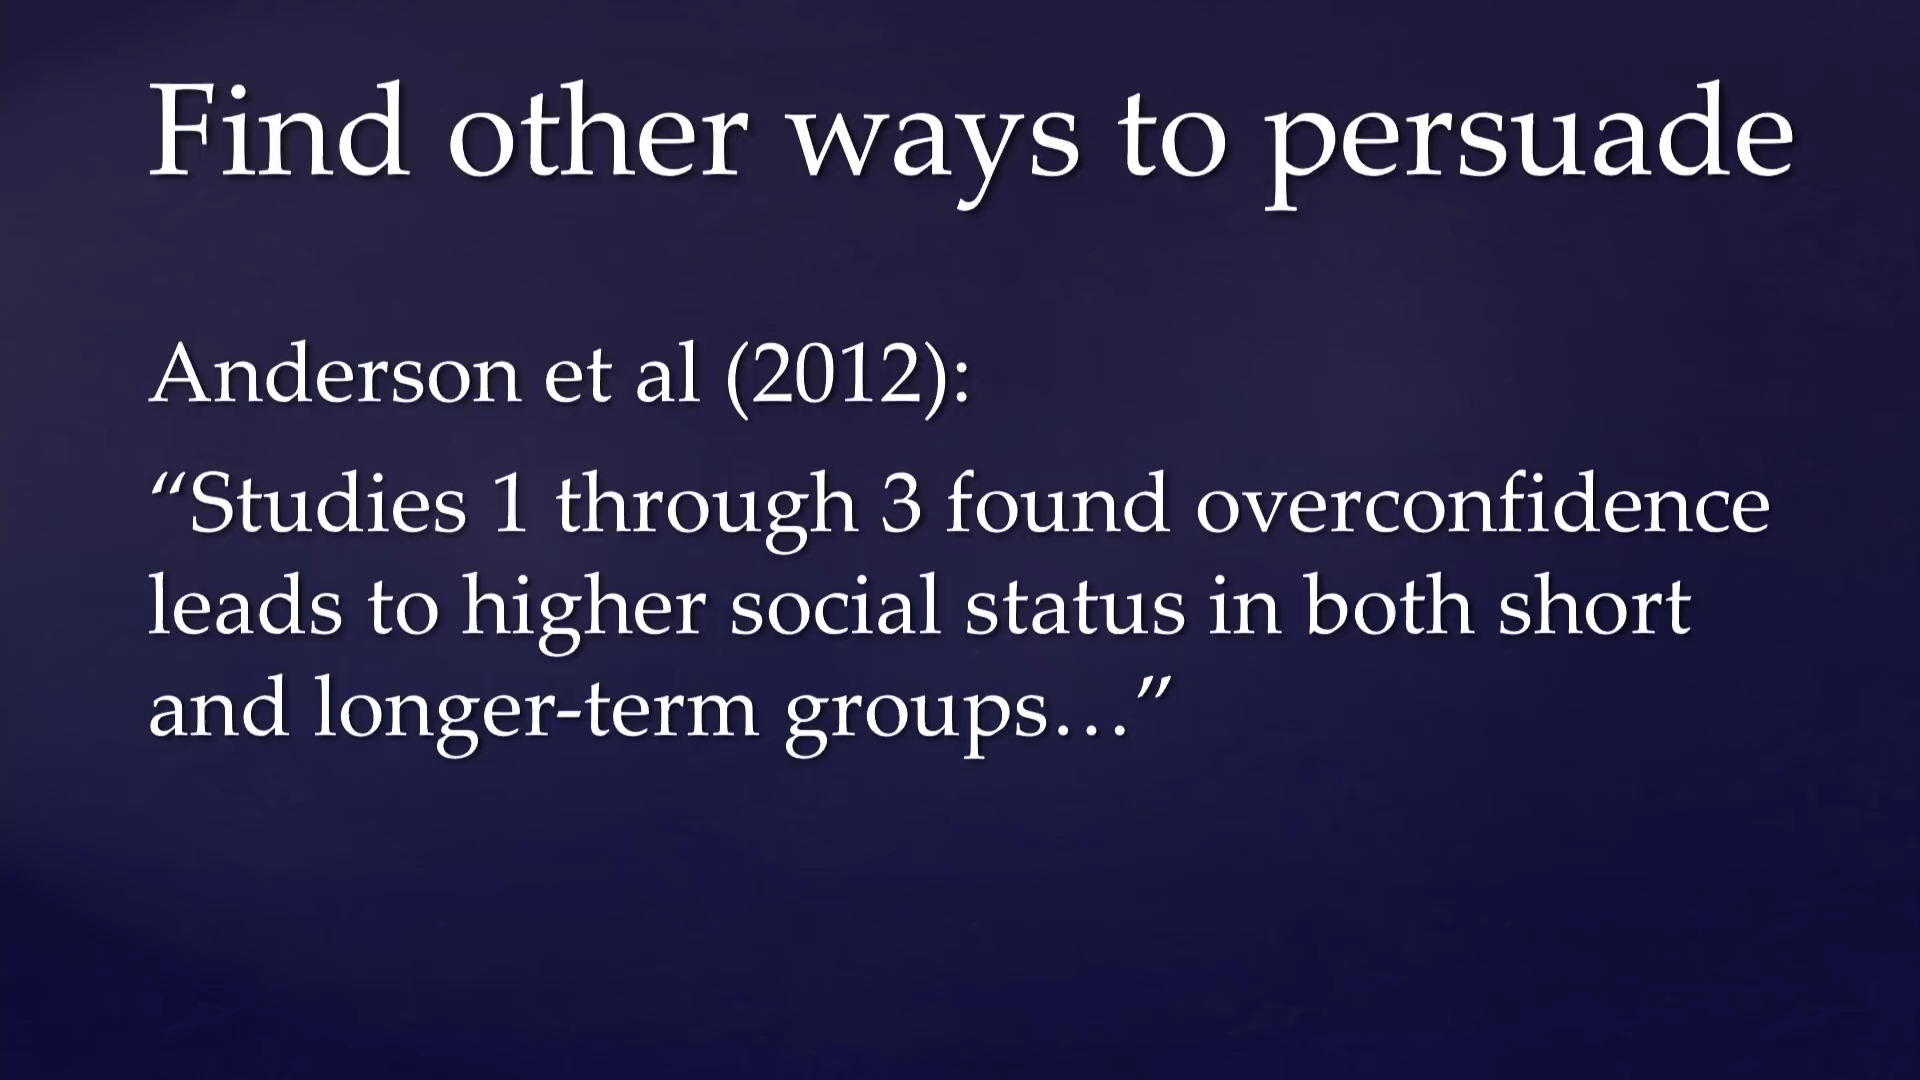 Find other ways to persuade
Anderson et al (2012):
“Studies 1 through 3 found overconfidence
leads to higher social status in both short
and longer-term groups…”